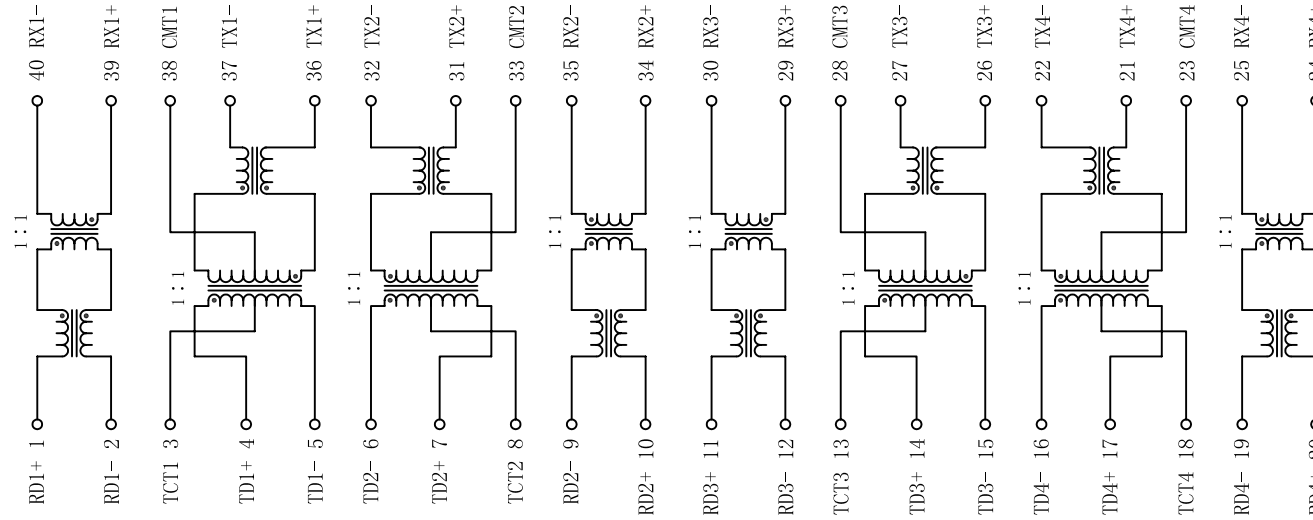 40 RX1-
39 RX1+
38 CMT1
37 TX1-
36 TX1+
32 TX2-
31 TX2+
33 CMT2
35 RX2-
34 RX2+
30 RX3-
29 RX3+
28 CMT3
27 TX3-
26 TX3+
22 TX4-
21 TX4+
23 CMT4
25 RX4-
1:1
1:1
1:1
1:1
1:1
1:1
1:1
1:1
RD1+ 1
RD1- 2
TCT1 3
TD1+ 4
TD1- 5
TD2- 6
TD2+ 7
TCT2 8
RD2- 9
RD2+ 10
RD3+ 11
RD3- 12
TCT3 13
TD3+ 14
TD3- 15
TD4- 16
TD4+ 17
TCT4 18
RD4- 19